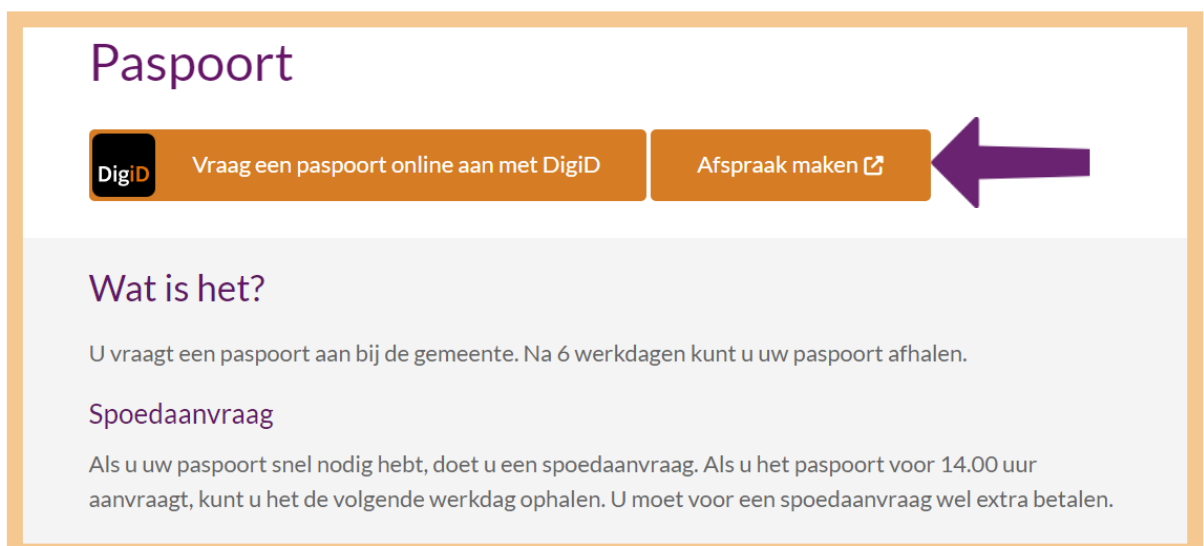 Paspoort
DigiD Vraag een paspoort online aan met DigiD Afspraak maken
Wat is het?
U vraagt een paspoort aan bij de gemeente. Na 6 werkdagen kunt u uw paspoort afhalen.
Spoedaanvraag
Als u uw paspoort snel nodig hebt, doet u een spoedaanvraag. Als u het paspoort voor 14.00 uur
aanvraagt, kunt u het de volgende werkdag ophalen. U moet voor een spoedaanvraag wel extra betalen.